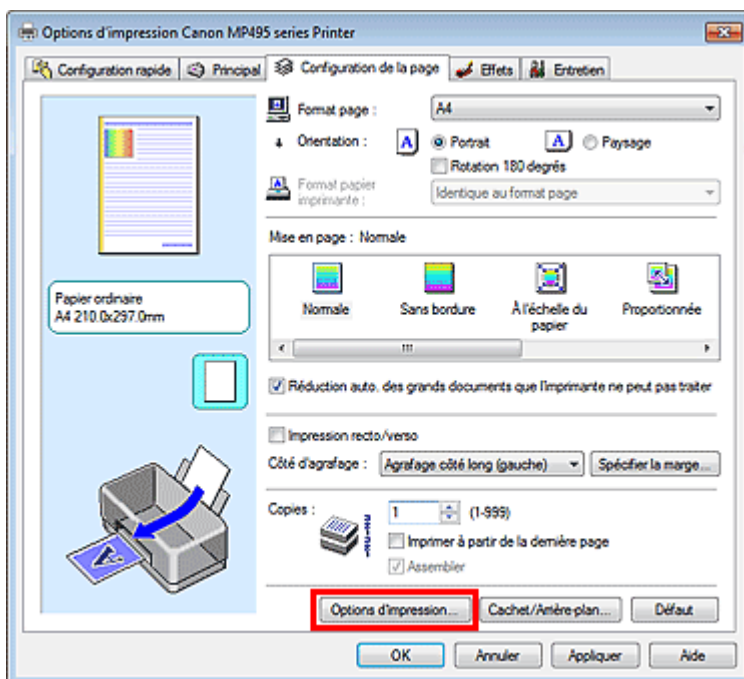 Options d'impression Canon MP495 series Printer
Configuration rapide Principal Configuration de la page Effets Entretien
Format page : A4
Orientation : A Portrait A Paysage
Rotation 180 degrés
Format papier imprimante : Identique au format page
Mise en page : Normale
Normale Sans bordure À l'échelle du papier Proportionnée
Papier ordinaire
A4 210.0x297.0mm
Réduction auto. des grands documents que l'imprimante ne peut pas traiter
Impression recto/verso
Côté d'agrafage : Agrafage côté long (gauche) Spécifier la marge...
Copies : 1 (1-999)
Imprimer à partir de la dernière page
Assembler
Options d'impression... Cachet/Arrière-plan... Défaut
OK Annuler Appliquer Aide